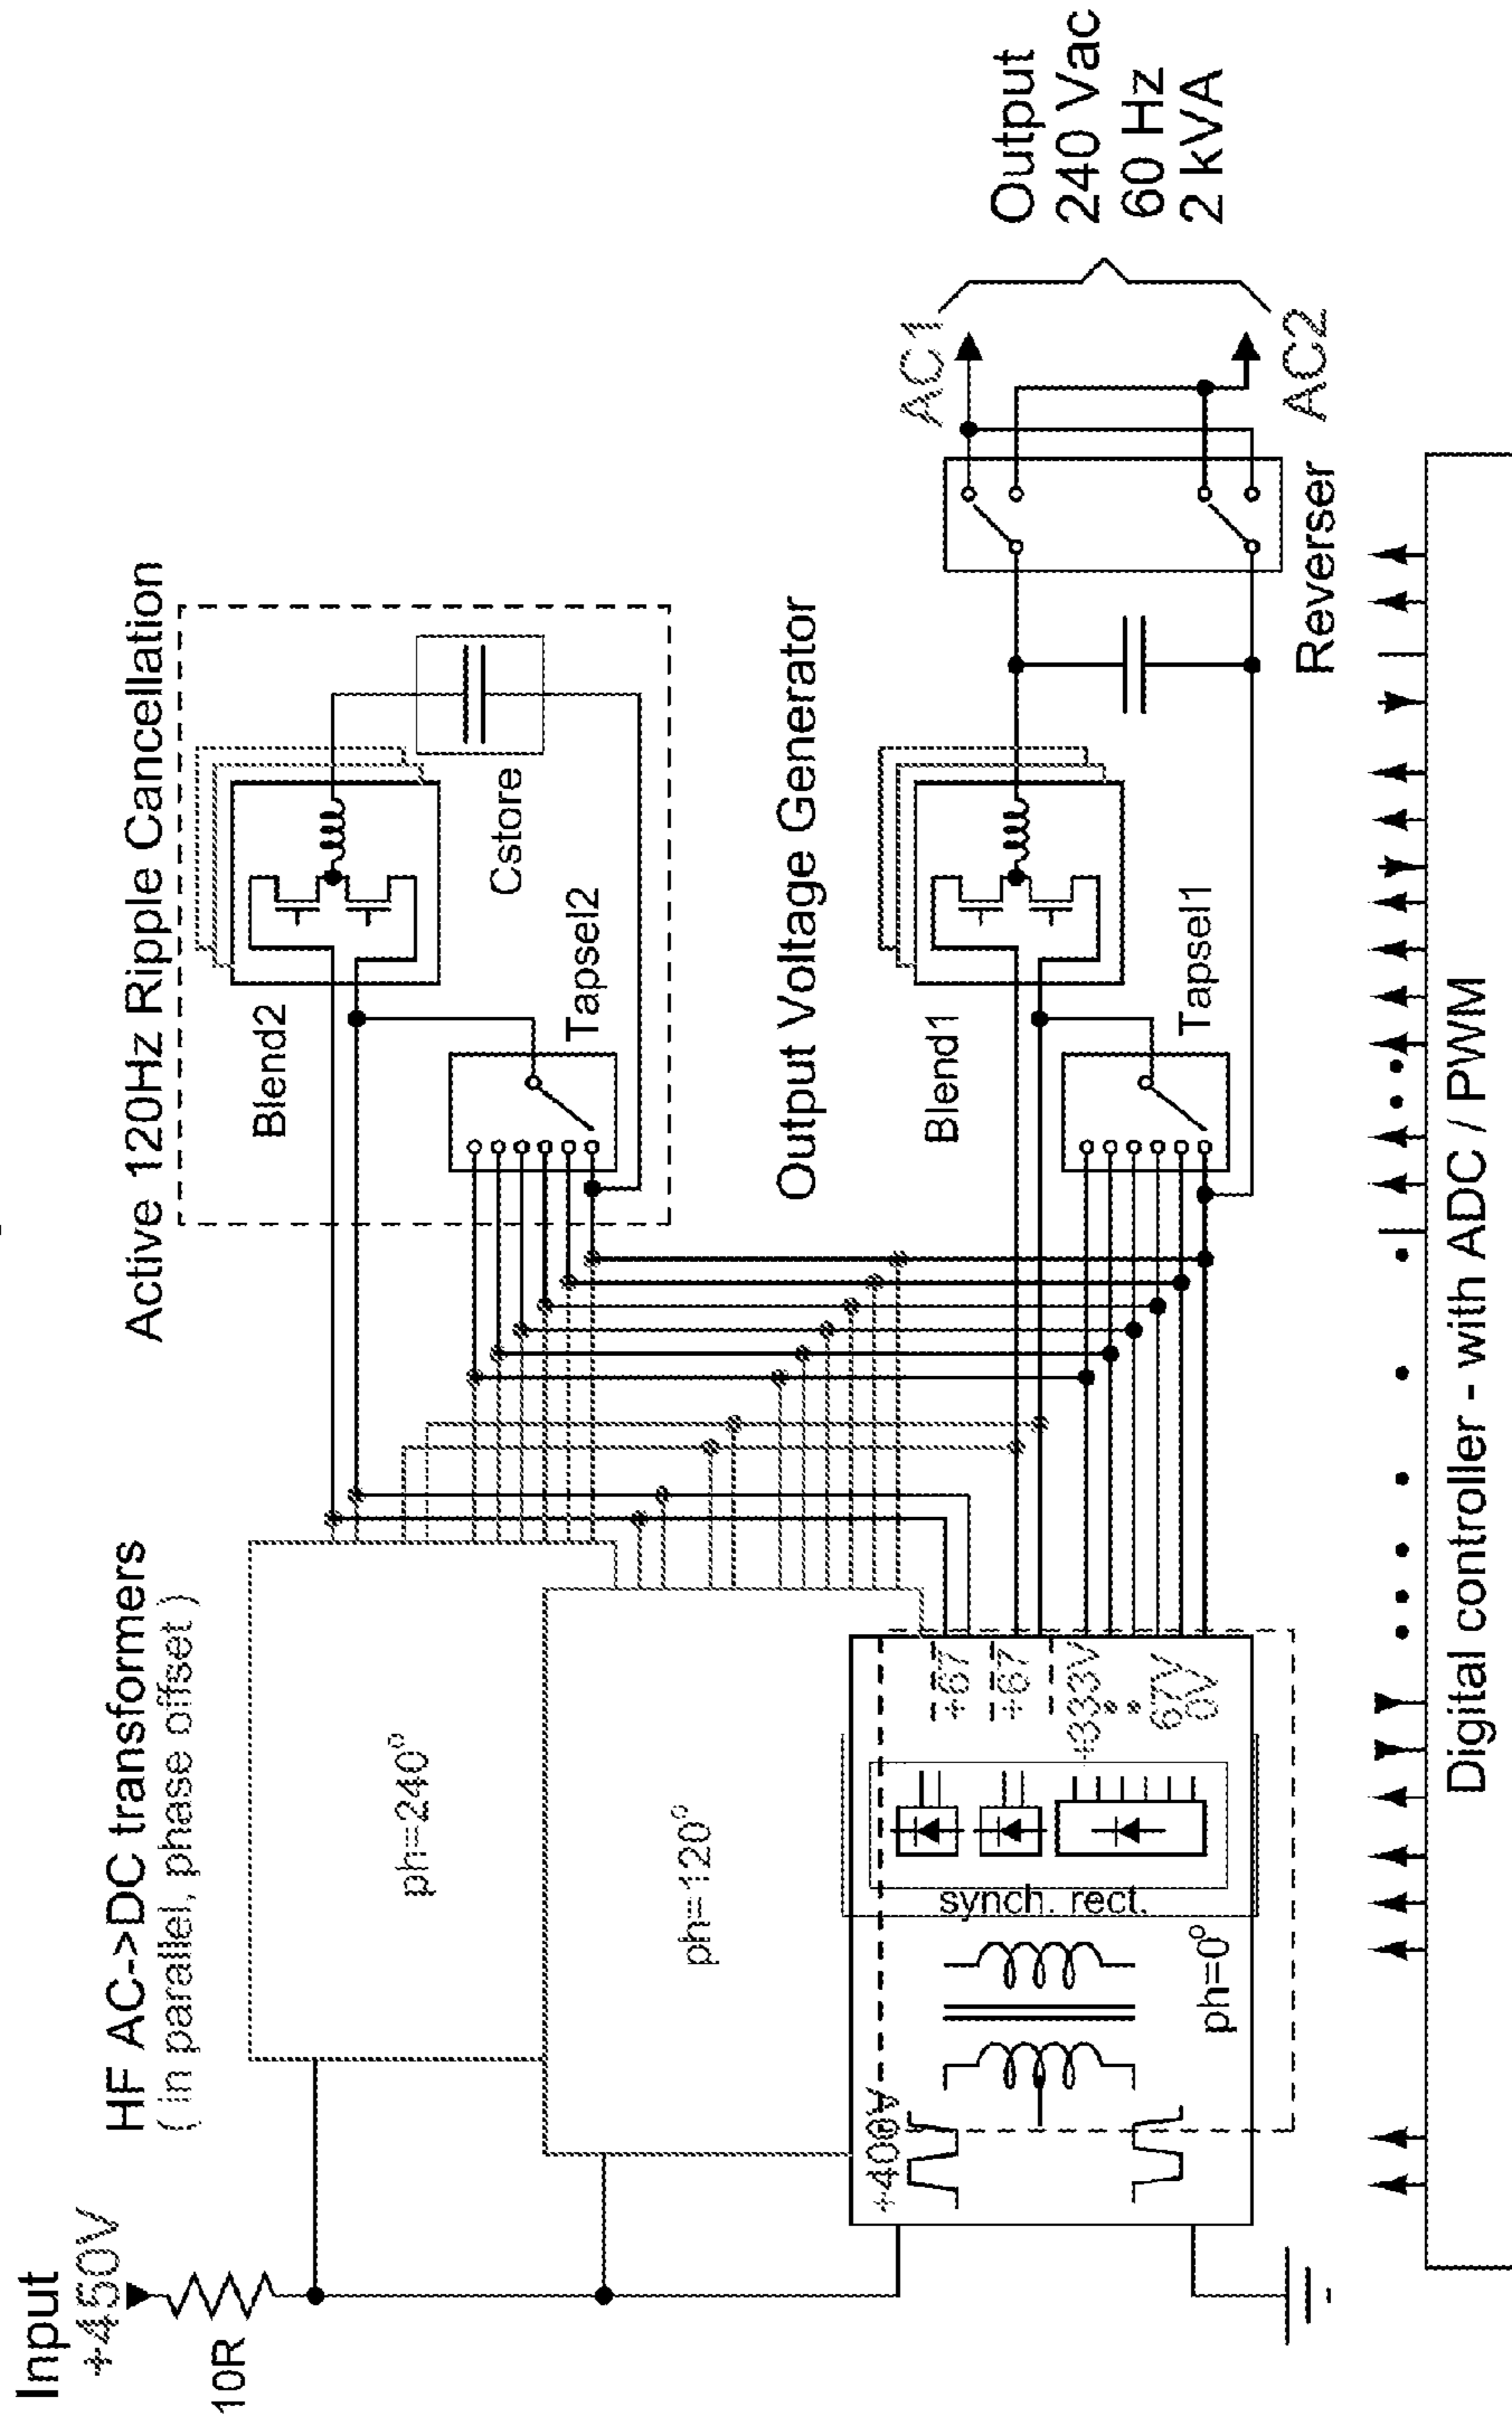 Input
+450V
10R
HF AC->DC transformers
( in parallel, phase offset )
ph=240°
ph=120°
+400V
ph=0°
synch. rect.
+67
+67
+333V
67V
0V
Active 120Hz Ripple Cancellation
Blend2
Cstore
Tapsel2
Output Voltage Generator
Blend1
Tapsel1
Reverser
AC1
AC2
Output
240 Vac
60 Hz
2 kVA
Digital controller - with ADC / PWM